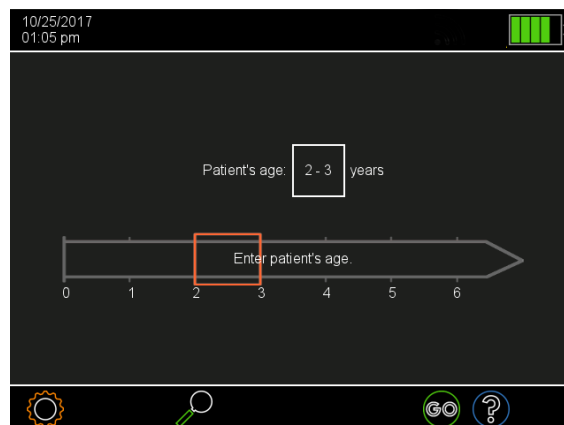 10/25/2017
01:05 pm
Patient's age: 2 - 3 years
Enter patient's age.
0 1 2 3 4 5 6
GO ?